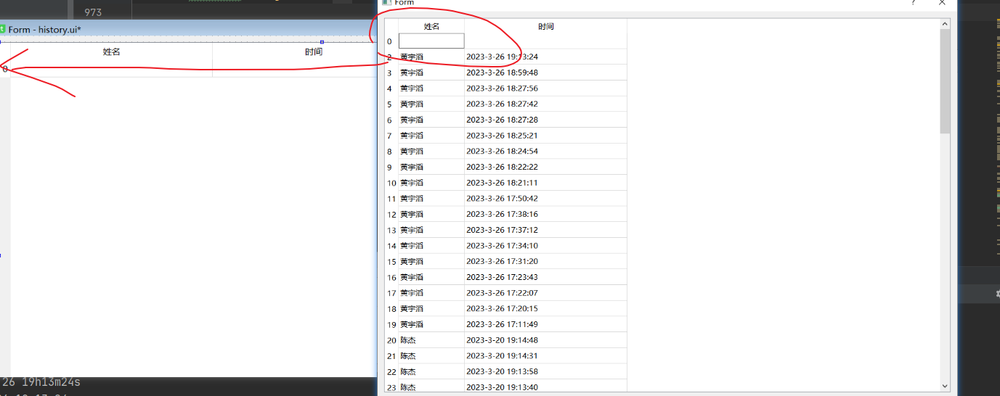 973
Form - history.ui*
姓名 时间
0
26 19h13m24s
Form
姓名 时间
0
2 黄宇滔 2023-3-26 19:13:24
3 黄宇滔 2023-3-26 18:59:48
4 黄宇滔 2023-3-26 18:27:56
5 黄宇滔 2023-3-26 18:27:42
6 黄宇滔 2023-3-26 18:27:28
7 黄宇滔 2023-3-26 18:25:21
8 黄宇滔 2023-3-26 18:24:54
9 黄宇滔 2023-3-26 18:22:22
10 黄宇滔 2023-3-26 18:21:11
11 黄宇滔 2023-3-26 17:50:42
12 黄宇滔 2023-3-26 17:38:16
13 黄宇滔 2023-3-26 17:37:12
14 黄宇滔 2023-3-26 17:34:10
15 黄宇滔 2023-3-26 17:31:20
16 黄宇滔 2023-3-26 17:23:43
17 黄宇滔 2023-3-26 17:22:07
18 黄宇滔 2023-3-26 17:20:15
19 黄宇滔 2023-3-26 17:11:49
20 陈杰 2023-3-20 19:14:48
21 陈杰 2023-3-20 19:14:31
22 陈杰 2023-3-20 19:13:58
23 陈杰 2023-3-20 19:13:40